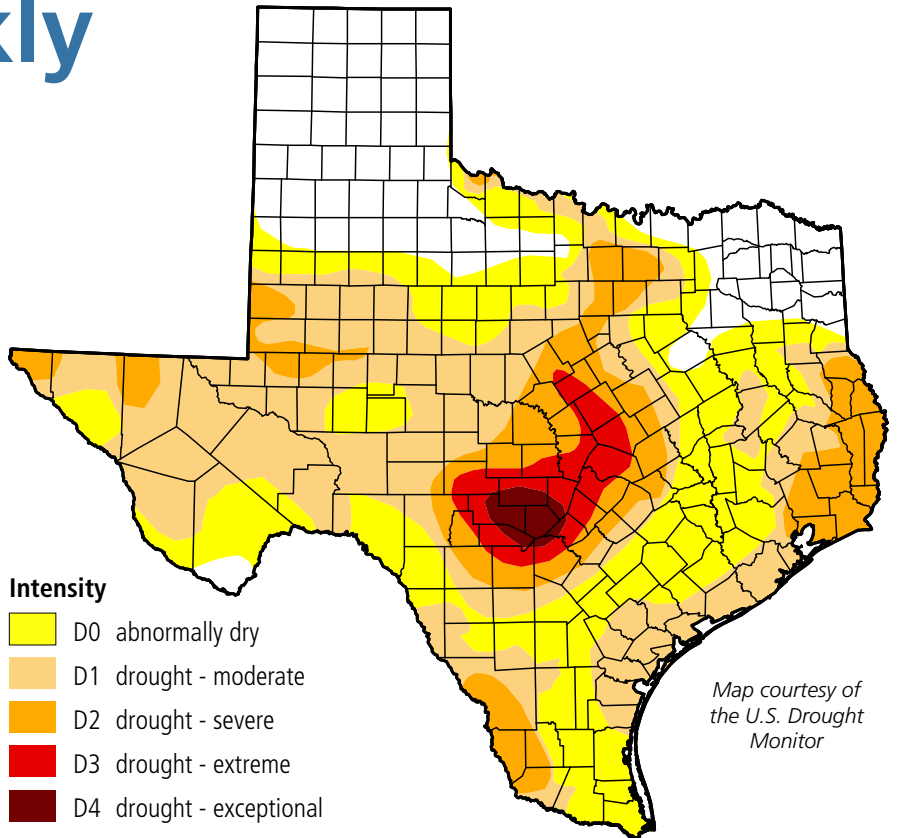 kly
Intensity
D0 abnormally dry
D1 drought - moderate
D2 drought - severe
D3 drought - extreme
D4 drought - exceptional
Map courtesy of
the U.S. Drought
Monitor